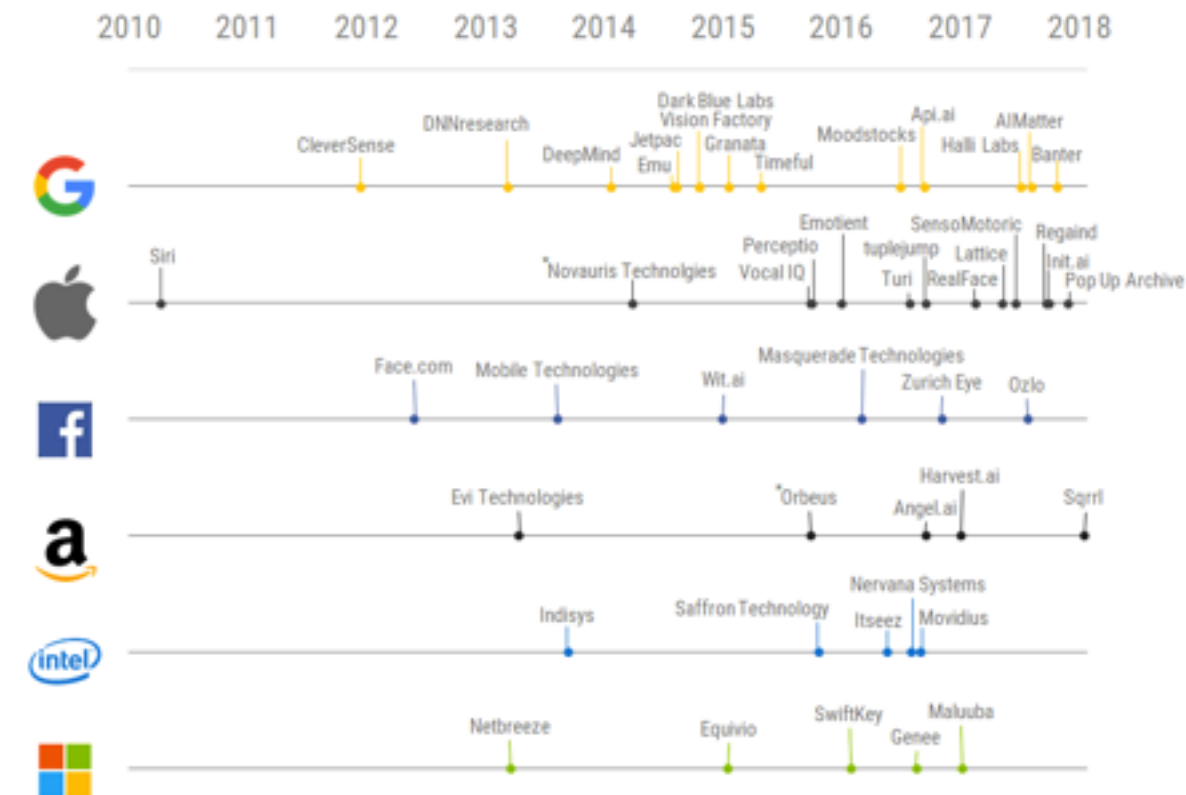 2010 2011 2012 2013 2014 2015 2016 2017 2018
Dark Blue Labs
Vision Factory
Api.ai
AIMatter
DNNresearch
Moodstocks
CleverSense
Jetpac
Granata
Halli Labs
DeepMind
Emu
Timeful
Banter
Emotient
SensoMotoric
Regaind
Perceptio
tuplejump
Lattice
Siri
Init.ai
*Novauris Technolgies
Vocal IQ
Turi
RealFace
Pop Up Archive
Masquerade Technologies
Face.com
Mobile Technologies
Wit.ai
Zurich Eye
Ozlo
Harvest.ai
Evi Technologies
*Orbeus
Angel.ai
Sqrrl
a
Nervana Systems
Indisys
Saffron Technology
Itseez
Movidius
intel
SwiftKey
Maluuba
Netbreeze
Equivio
Genee